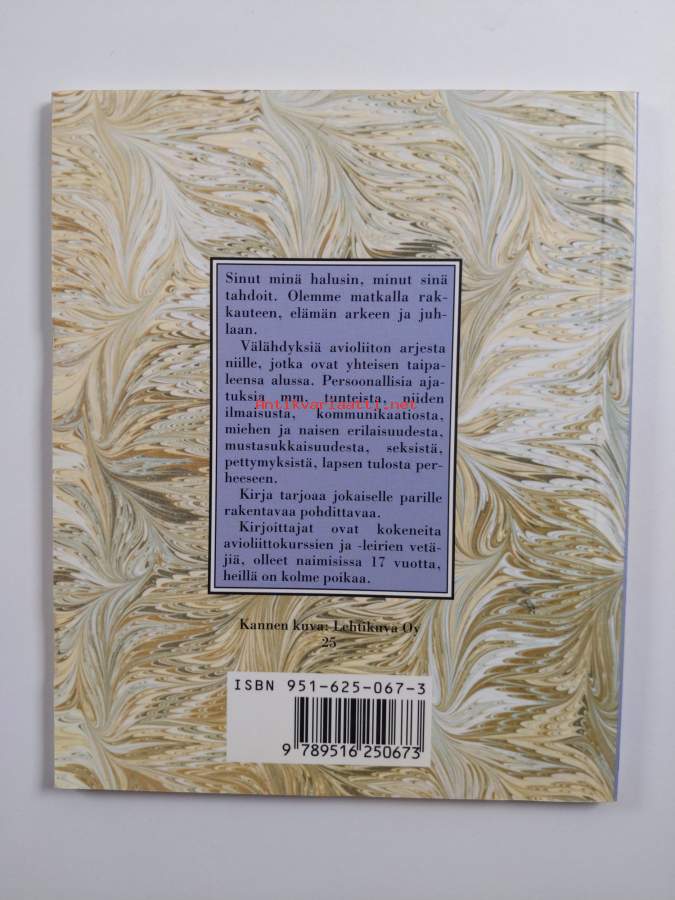 Sinut minä halusin, minut sinä
tahdoit. Olemme matkalla rak-
kauteen, elämän arkeen ja juh-
laan.
Välähdyksiä avioliiton arjesta
niille, jotka ovat yhteisen taipa-
leensa alussa. Persoonallisia aja-
tuksia mm. tunteista, niiden
Antikvariaatti.net
ilmaisusta, kommunikaatiosta,
miehen ja naisen erilaisuudesta,
mustasukkaisuudesta, seksistä,
pettymyksistä, lapsen tulosta per-
heeseen.
Kirja tarjoaa jokaiselle parille
rakentavaa pohdittavaa.
Kirjoittajat ovat kokeneita
avioliittokurssien ja -leirien vetä-
jiä, olleet naimisissa 17 vuotta,
heillä on kolme poikaa.
Kannen kuva: Lehtikuva Oy
25
ISBN 951-625-067-3
9 789516 250673